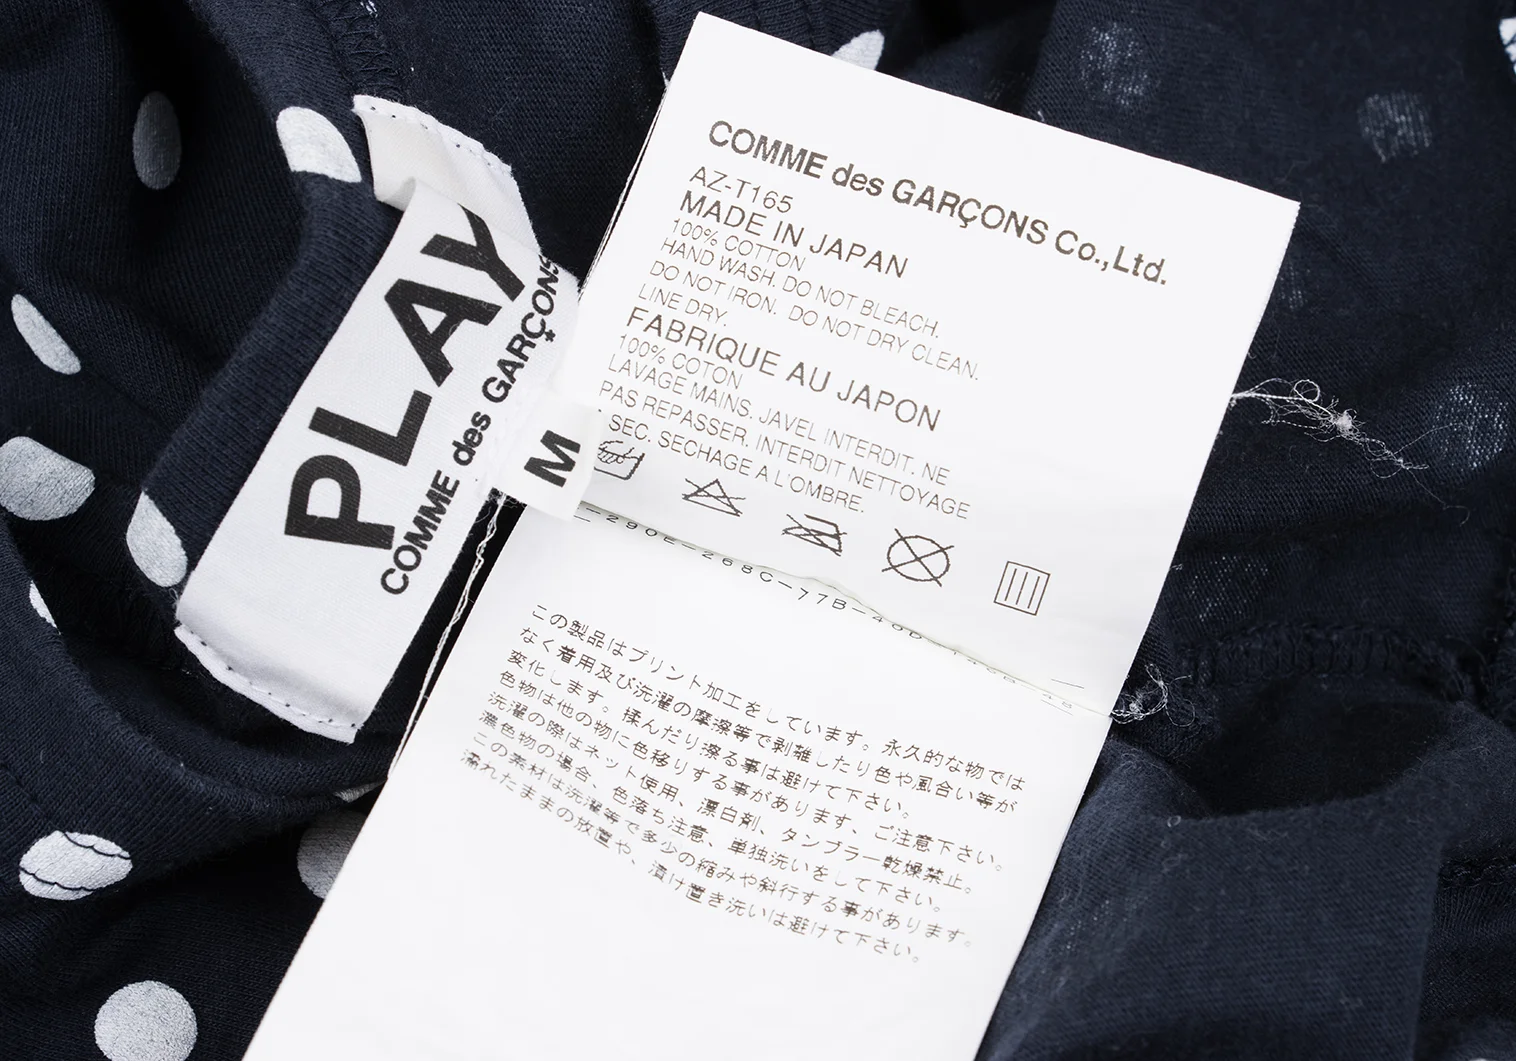 PLAY
COMME des GARÇONS
M
COMME des GARÇONS Co.,Ltd.
AZ-T165
MADE IN JAPAN
100% COTTON
HAND WASH. DO NOT BLEACH.
DO NOT IRON. DO NOT DRY CLEAN.
LINE DRY.
FABRIQUE AU JAPON
100% COTON
LAVAGE MAINS. JAVEL INTERDIT. NE
PAS REPASSER. INTERDIT NETTOYAGE
SEC. SECHAGE A L'OMBRE.
290E-268C-77B-46D
この製品はプリント加工をしています。永久的な物では
なく着用及び洗濯の摩擦等で剥離したり色や風合い等が
変化します。揉んだり擦る事は避けて下さい。
色物は他の物に色移りする事があります、ご注意下さい。
洗濯の際はネット使用、漂白剤、タンブラー乾燥禁止。
濃色物の場合、色落ち注意、単独洗いをして下さい。
この素材は洗濯等で多少の縮みや斜行する事があります。
濡れたままの放置や、漬け置き洗いは避けて下さい。